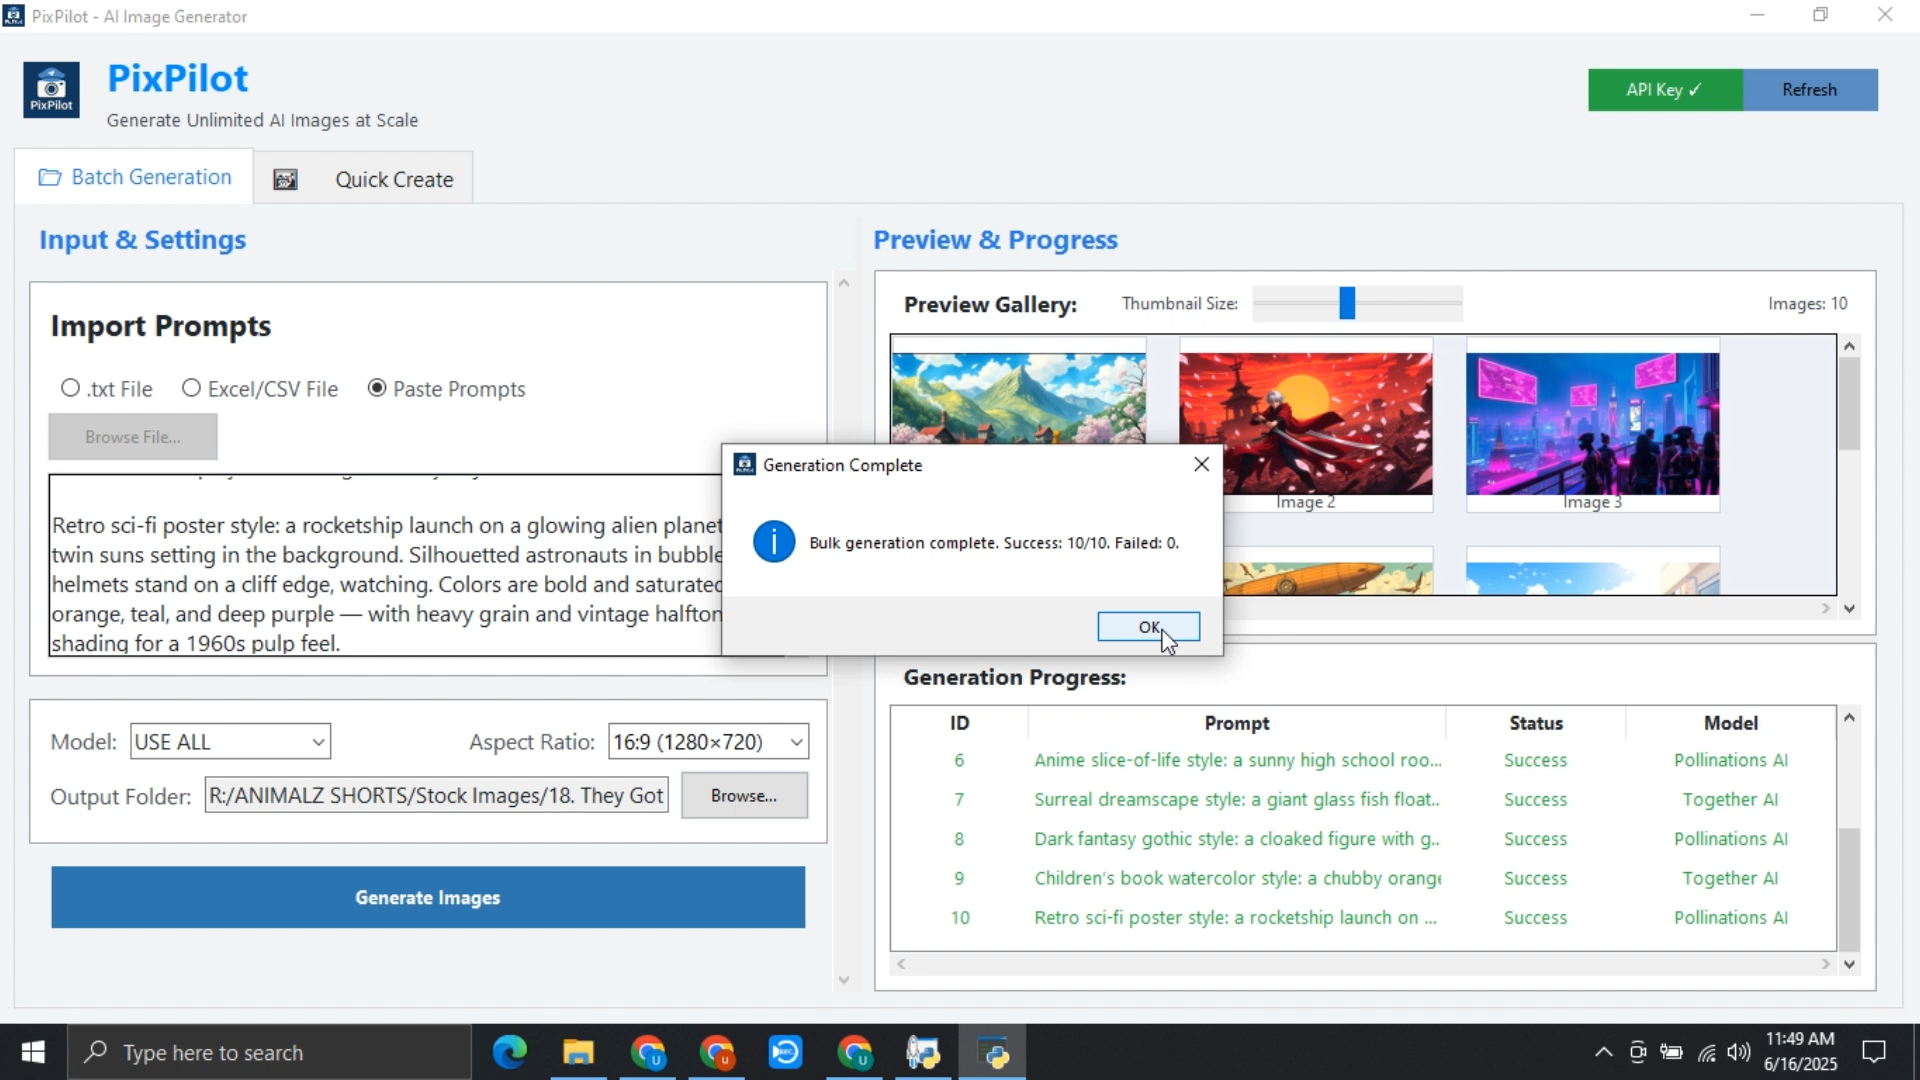 PixPilot - AI Image Generator
PixPilot
PixPilot
Generate Unlimited AI Images at Scale
API Key ✓
Refresh
Batch Generation
Quick Create
Input & Settings
Preview & Progress
Import Prompts
.txt File
Excel/CSV File
Paste Prompts
Browse File...
Retro sci-fi poster style: a rocketship launch on a glowing alien planet
twin suns setting in the background. Silhouetted astronauts in bubble
helmets stand on a cliff edge, watching. Colors are bold and saturated
orange, teal, and deep purple — with heavy grain and vintage halfton
shading for a 1960s pulp feel.
Model:
USE ALL
Aspect Ratio:
16:9 (1280×720)
Output Folder:
R:/ANIMALZ SHORTS/Stock Images/18. They Got
Browse...
Generate Images
Preview Gallery:
Thumbnail Size:
Images: 10
Image 2
Image 3
Generation Complete
Bulk generation complete. Success: 10/10. Failed: 0.
OK
Generation Progress:
ID Prompt Status Model
6 Anime slice-of-life style: a sunny high school roo... Success Pollinations AI
7 Surreal dreamscape style: a giant glass fish float.. Success Together AI
8 Dark fantasy gothic style: a cloaked figure with g.. Success Pollinations AI
9 Children's book watercolor style: a chubby orange Success Together AI
10 Retro sci-fi poster style: a rocketship launch on ... Success Pollinations AI
Type here to search
11:49 AM
6/16/2025